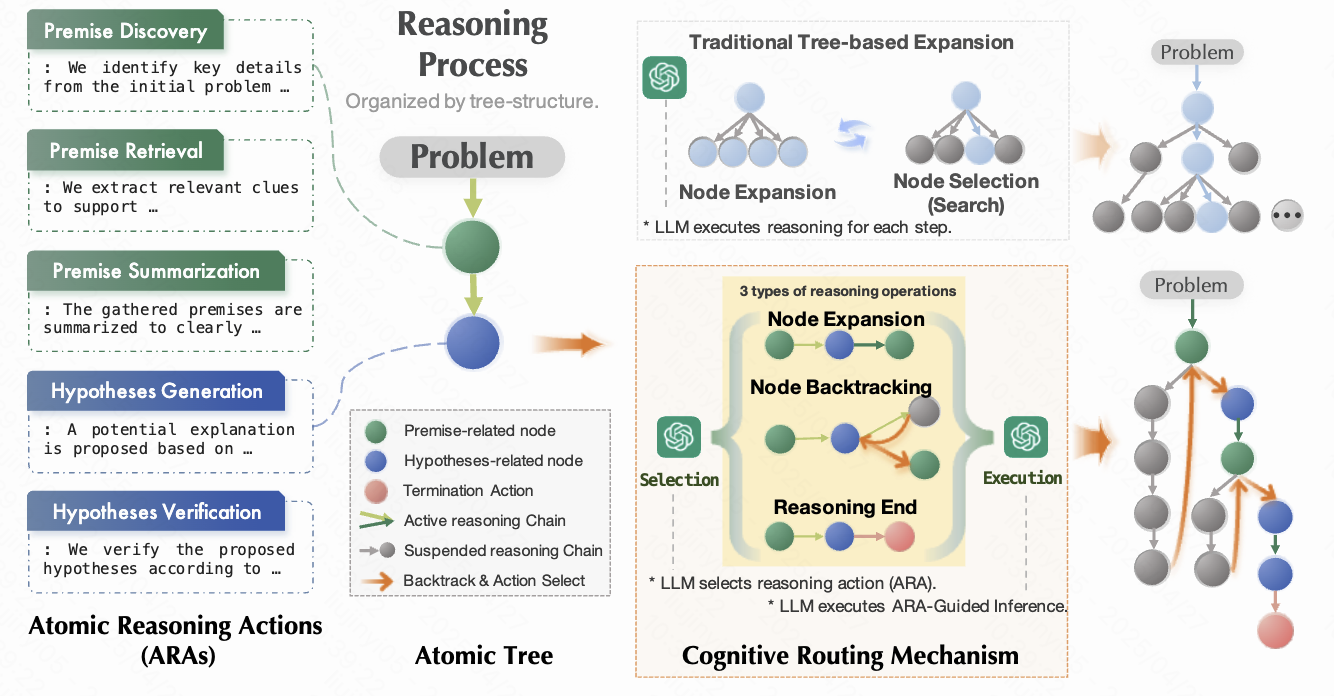 Premise Discovery
: We identify key details
from the initial problem …
Premise Retrieval
: We extract relevant clues
to support …
Premise Summarization
: The gathered premises are
summarized to clearly …
Hypotheses Generation
: A potential explanation
is proposed based on …
Hypotheses Verification
: We verify the proposed
hypotheses according to …
Atomic Reasoning Actions
(ARAs)
Reasoning
Process
Organized by tree-structure.
Problem
Premise-related node
Hypotheses-related node
Termination Action
Active reasoning Chain
Suspended reasoning Chain
Backtrack & Action Select
Atomic Tree
Traditional Tree-based Expansion
Node Expansion
Node Selection
(Search)
* LLM executes reasoning for each step.
3 types of reasoning operations
Node Expansion
Node Backtracking
Reasoning End
Selection
Execution
* LLM selects reasoning action (ARA).
* LLM executes ARA-Guided Inference.
Cognitive Routing Mechanism
Problem
Problem